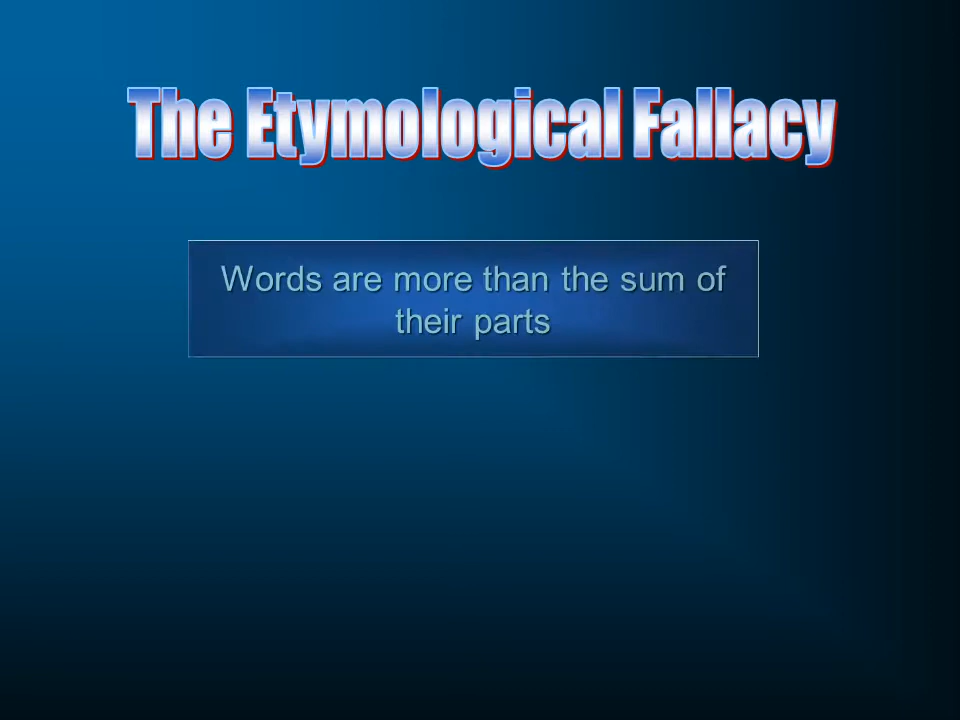 The Etymological Fallacy
Words are more than the sum of
their parts